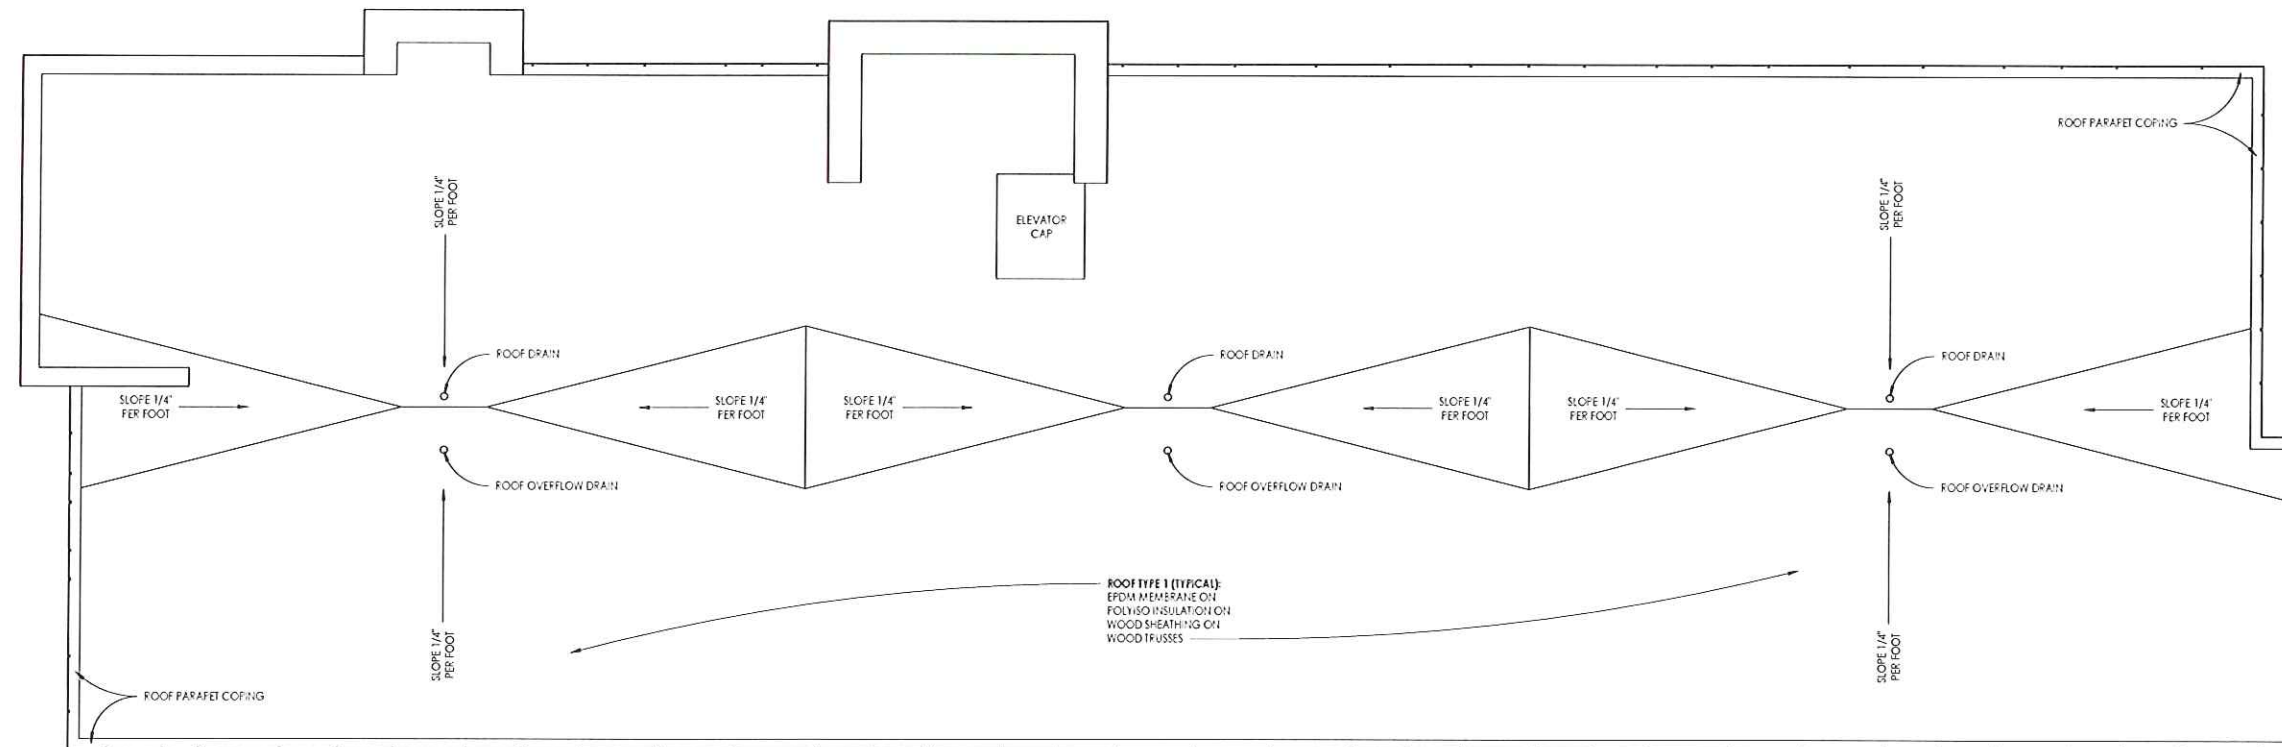 ROOF PARAPET COPING
SLOPE 1/4"
PER FOOT
SLOPE 1/4"
PER FOOT
ELEVATOR
CAP
ROOF DRAIN
ROOF DRAIN
ROOF DRAIN
SLOPE 1/4"
PER FOOT
SLOPE 1/4"
PER FOOT
SLOPE 1/4"
PER FOOT
SLOPE 1/4"
PER FOOT
SLOPE 1/4"
PER FOOT
SLOPE 1/4"
PER FOOT
ROOF OVERFLOW DRAIN
ROOF OVERFLOW DRAIN
ROOF OVERFLOW DRAIN
ROOF TYPE 1 (TYPICAL):
EPDM MEMBRANE ON
POLYISO INSULATION ON
WOOD SHEATHING ON
WOOD TRUSSES
SLOPE 1/4"
PER FOOT
SLOPE 1/4"
PER FOOT
ROOF PARAPET COPING